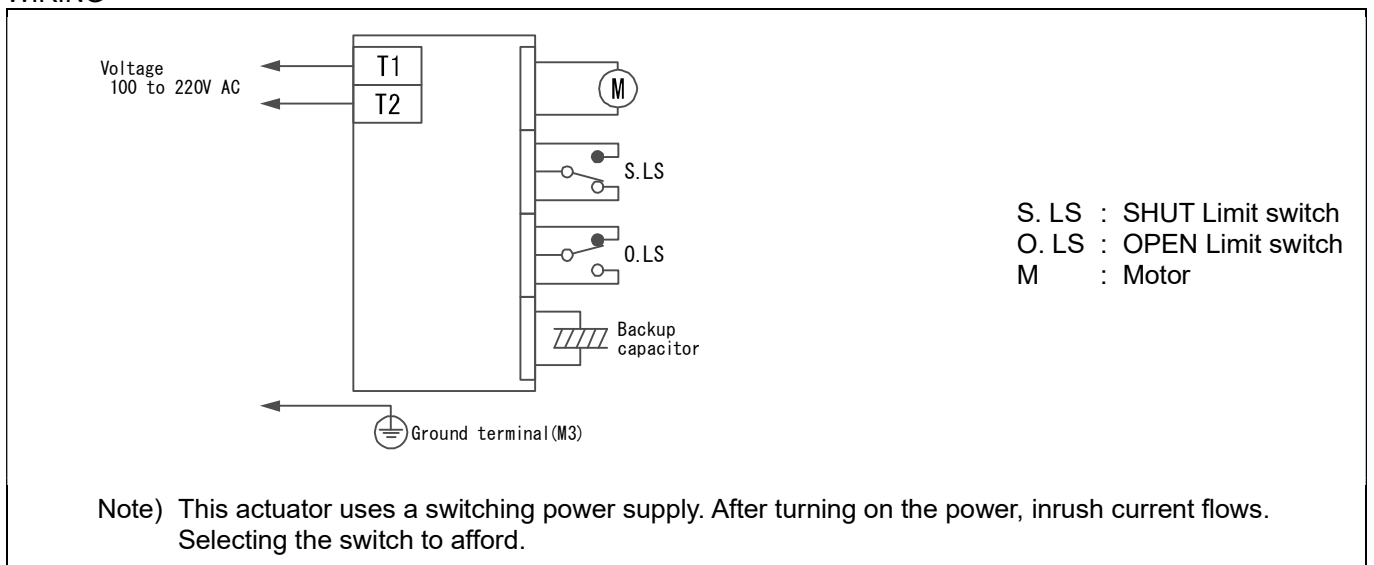 WIRING
Voltage
100 to 220V AC
T1
T2
M
S.LS
O.LS
Backup
capacitor
Ground terminal(M3)
S. LS : SHUT Limit switch
O. LS : OPEN Limit switch
M : Motor
Note) This actuator uses a switching power supply. After turning on the power, inrush current flows.
Selecting the switch to afford.